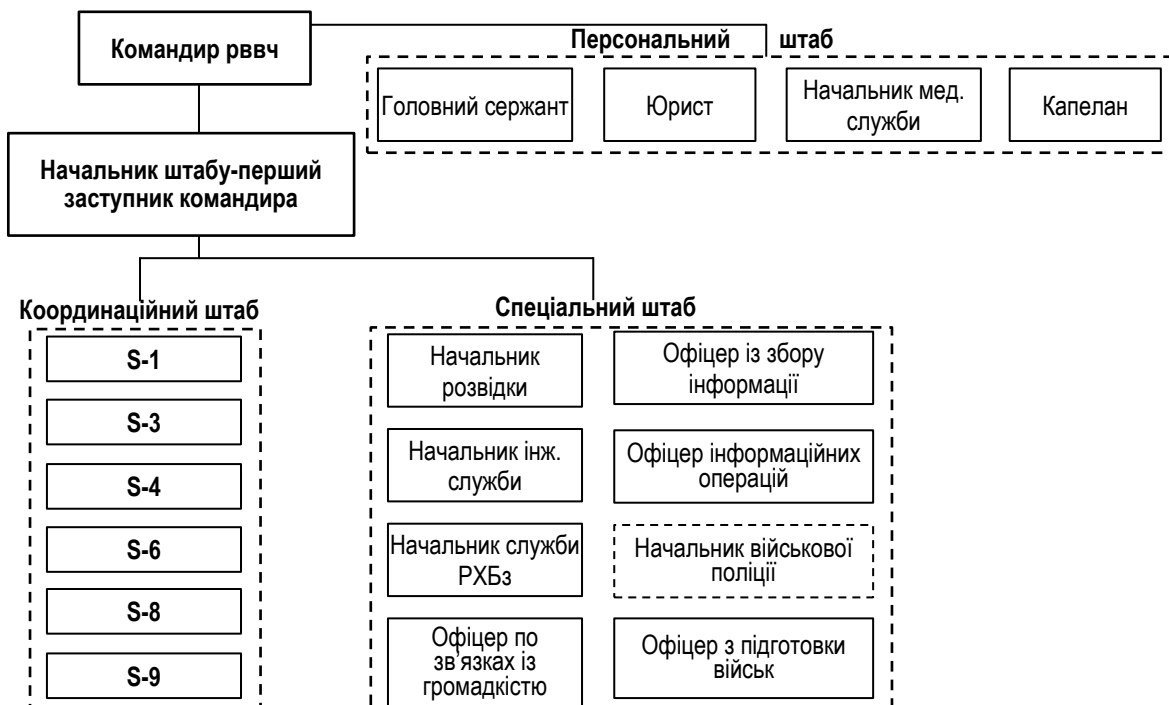 Командир рввч
Персональний штаб
Головний сержант
Юрист
Начальник мед.
служби
Капелан
Начальник штабу-перший
заступник командира
Координаційний штаб
S-1
S-3
S-4
S-6
S-8
S-9
Спеціальний штаб
Начальник
розвідки
Офіцер із збору
інформації
Начальник інж.
служби
Офіцер інформаційних
операцій
Начальник служби
РХБз
Начальник військової
поліції
Офіцер по
зв'язках із
громадкістю
Офіцер з підготовки
військ